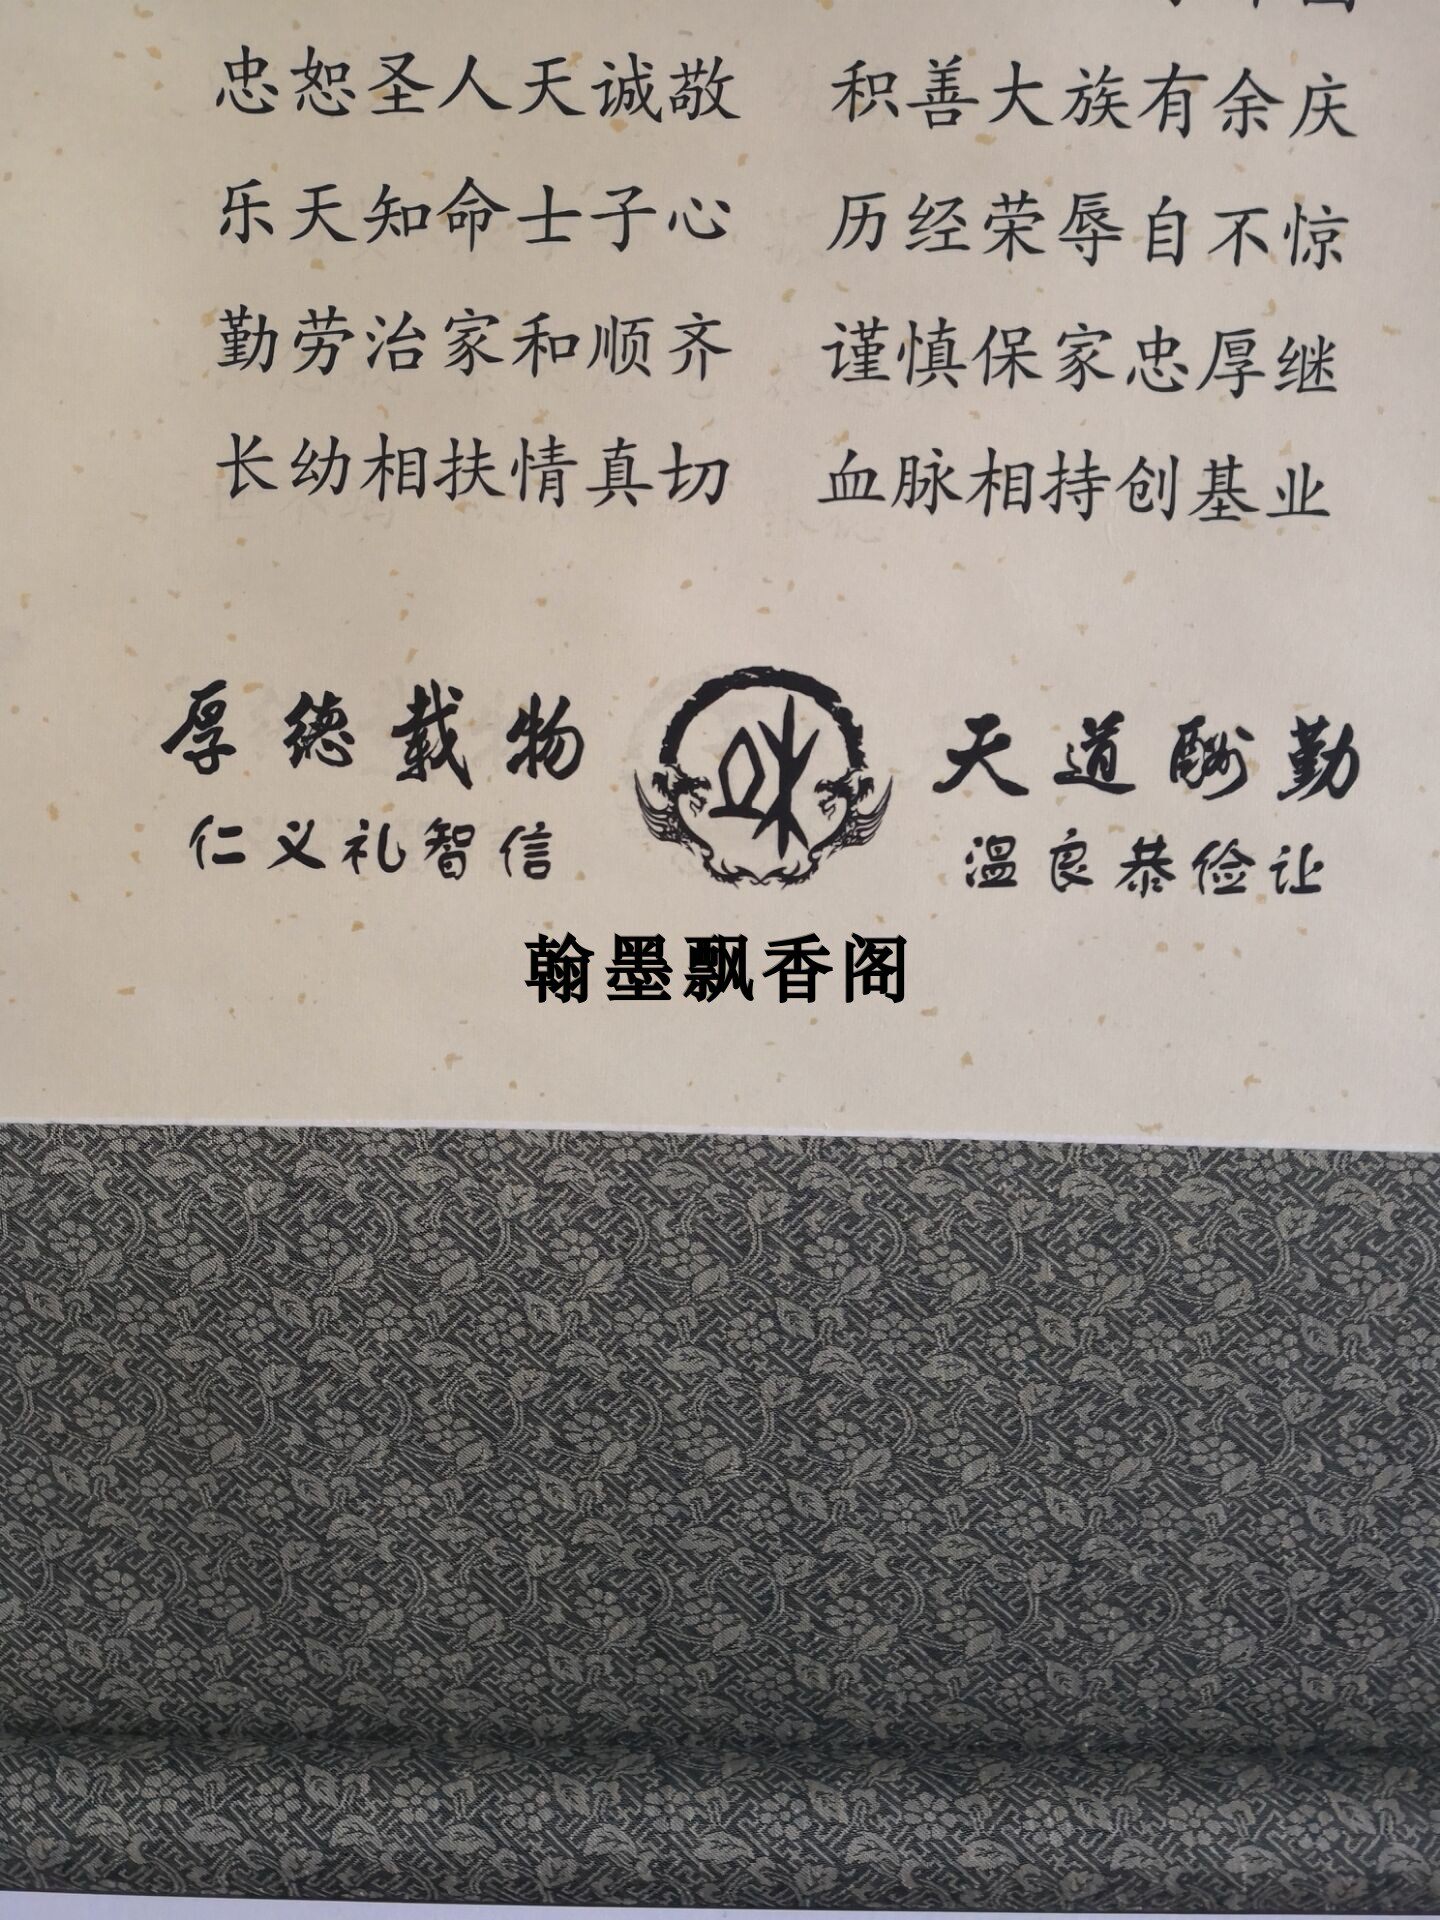 忠恕圣人天诚敬 积善大族有余庆
乐天知命士子心 历经荣辱自不惊
勤劳治家和顺齐 谨慎保家忠厚继
长幼相扶情真切 血脉相持创基业
厚德载物 天道酬勤
仁义礼智信 温良恭俭让
翰墨飘香阁